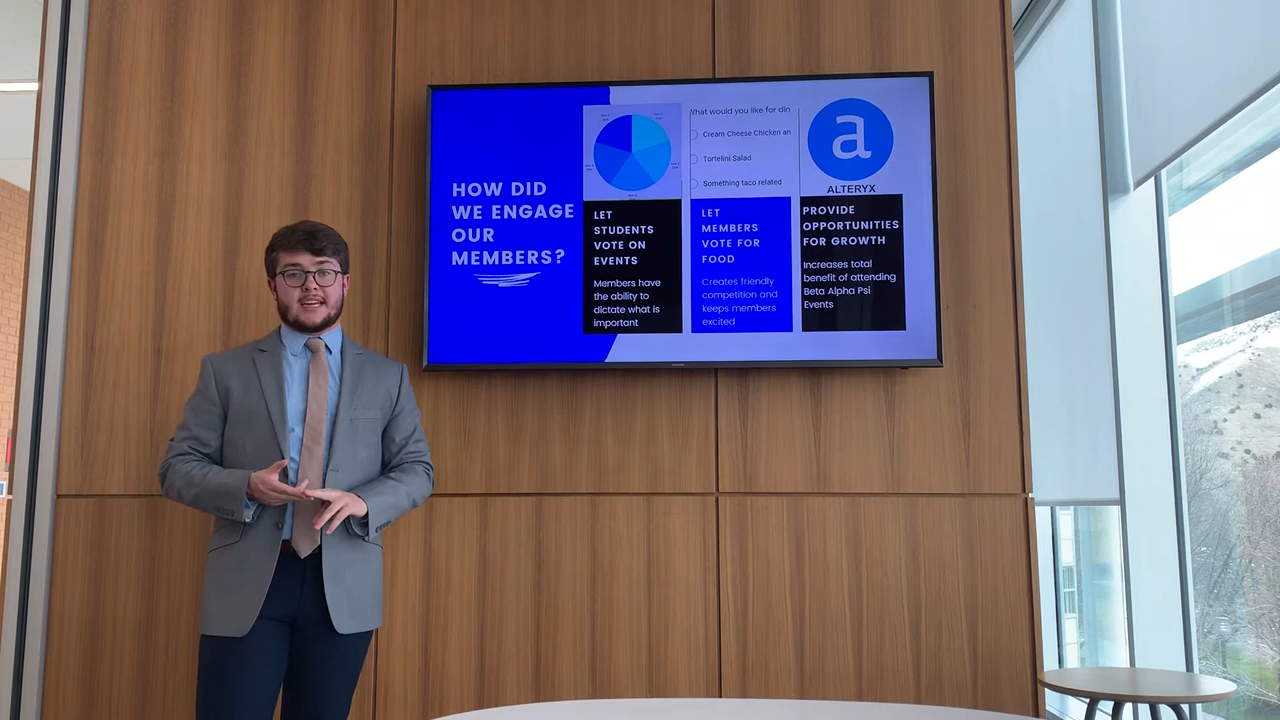 HOW DID
WE ENGAGE
OUR
MEMBERS?
What would you like for din
Cream Cheese Chicken an
Tortelini Salad
Something taco related
a
ALTERYX
LET
STUDENTS
VOTE ON
EVENTS
Members have
the ability to
dictate what is
important
LET
MEMBERS
VOTE FOR
FOOD
Creates friendly
competition and
keeps members
excited
PROVIDE
OPPORTUNITIES
FOR GROWTH
Increases total
benefit of attending
Beta Alpha Psi
Events